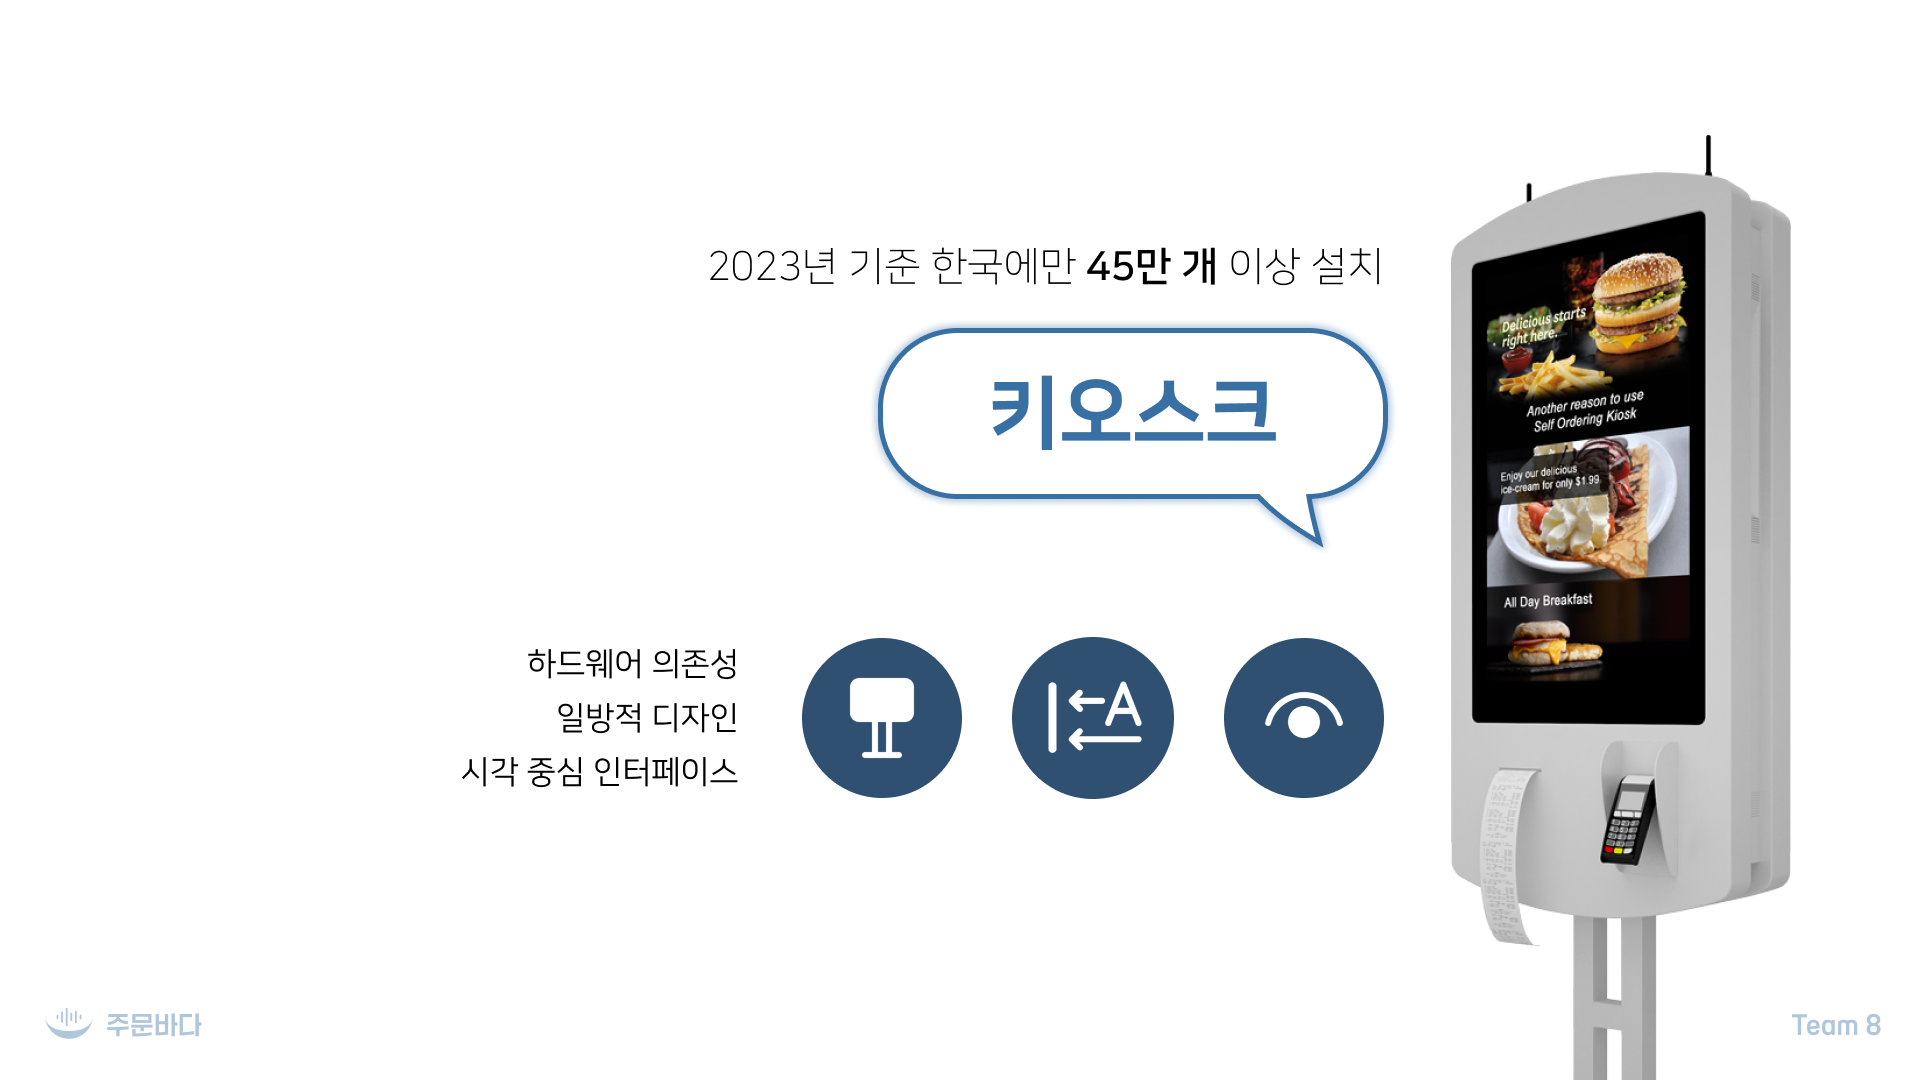 2023년 기준 한국에만 45만 개 이상 설치
키오스크
하드웨어 의존성
일방적 디자인
시각 중심 인터페이스
A
Delicious starts
right here.
Another reason to use
Self Ordering Kiosk
Enjoy our delicious
ice-cream for only $1.99
All Day Breakfast
주문바다
Team 8